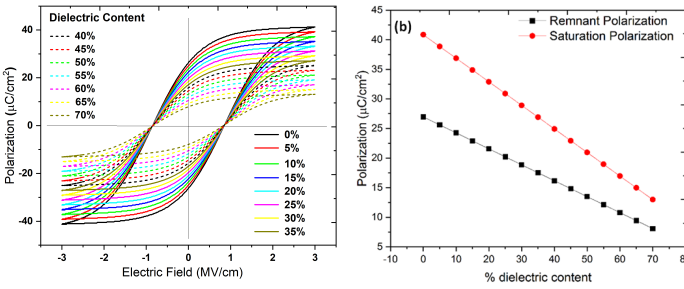 Dielectric Content
40%
45%
50%
55%
60%
65%
70%
0%
5%
10%
15%
20%
25%
30%
35%
40
20
0
-20
-40
-3 -2 -1 0 1 2 3
Polarization (μC/cm²)
Electric Field (MV/cm)
(b)
Remnant Polarization
Saturation Polarization
45
40
35
30
25
20
15
10
5
-10 0 10 20 30 40 50 60 70 80
Polarization (μC/cm²)
% dielectric content